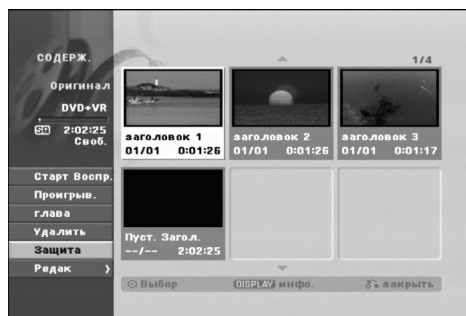 СОДЕРЖ.
1/4
Оригинал
DVD+VR
SQ 2:02:25
Своб.
заголовок 1
01/01 0:01:26
заголовок 2
01/01 0:01:26
заголовок 3
01/01 0:01:17
Старт Воспр.
Проигрыв.
глава
Удалить
Защита
Редак >
Пуст. Загол.
--/-- 2:02:25
Выбор DISPLAY инфо. закрыть